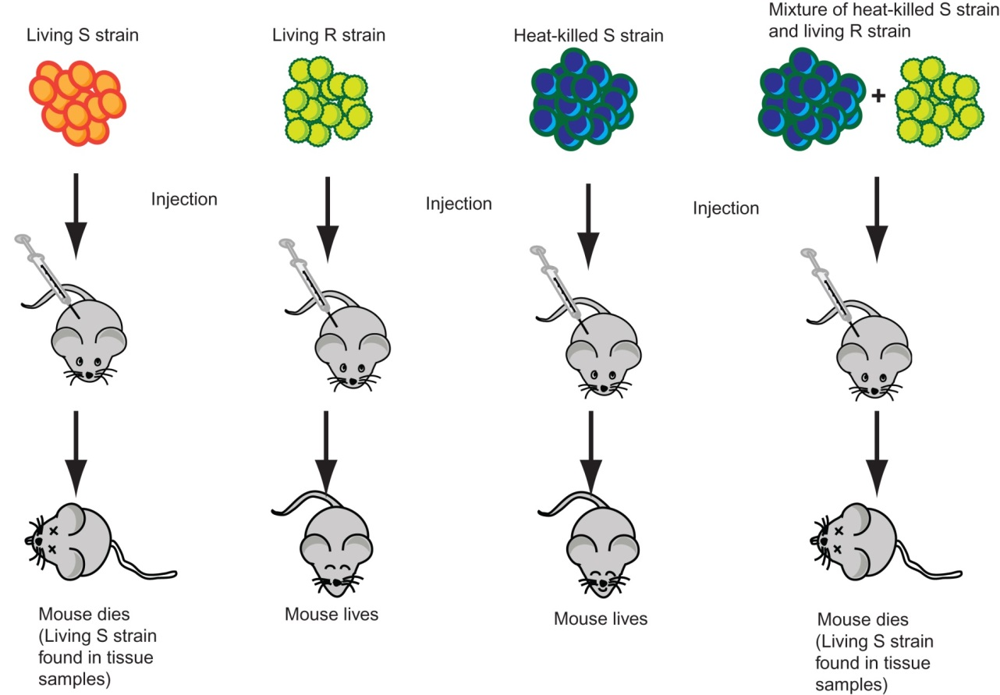 Living S strain
Living R strain
Heat-killed S strain
Mixture of heat-killed S strain
and living R strain
+
Injection
Injection
Injection
Mouse dies
(Living S strain
found in tissue
samples)
Mouse lives
Mouse lives
Mouse dies
(Living S strain
found in tissue
samples)